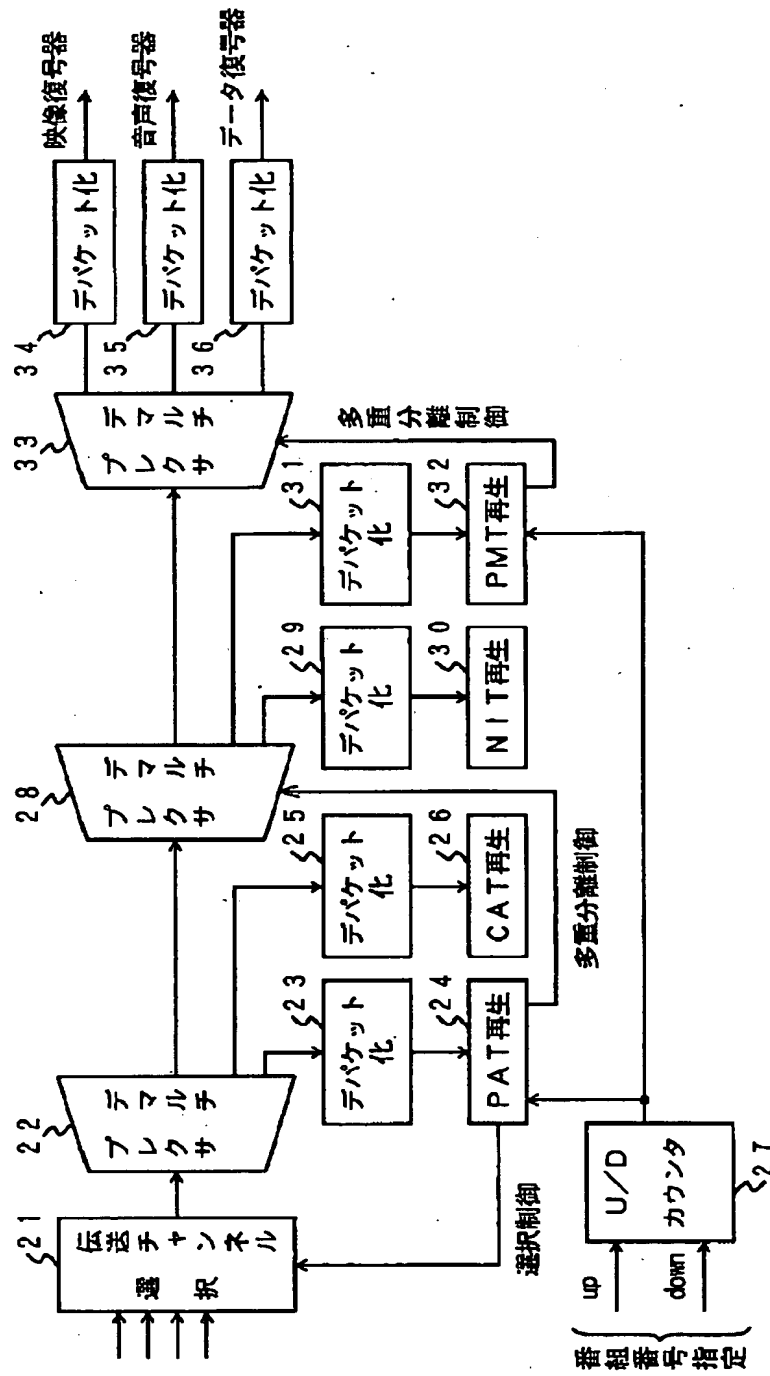 ２１
伝送チャンネル
選択
２２
デマルチ
プレクサ
２３
デパケット
化
２４
ＰＡＴ再生
２５
デパケット
化
２６
ＣＡＴ再生
選択制御
多重分離制御
up
down
番組番号指定
Ｕ／Ｄ
カウンタ
２７
２８
デマルチ
プレクサ
２９
デパケット
化
３０
ＮＩＴ再生
３１
デパケット
化
３２
ＰＭＴ再生
多重分離制御
３３
デマルチ
プレクサ
３４
デパケット化
映像復号器
３５
デパケット化
音声復号器
３６
デパケット化
データ復号器